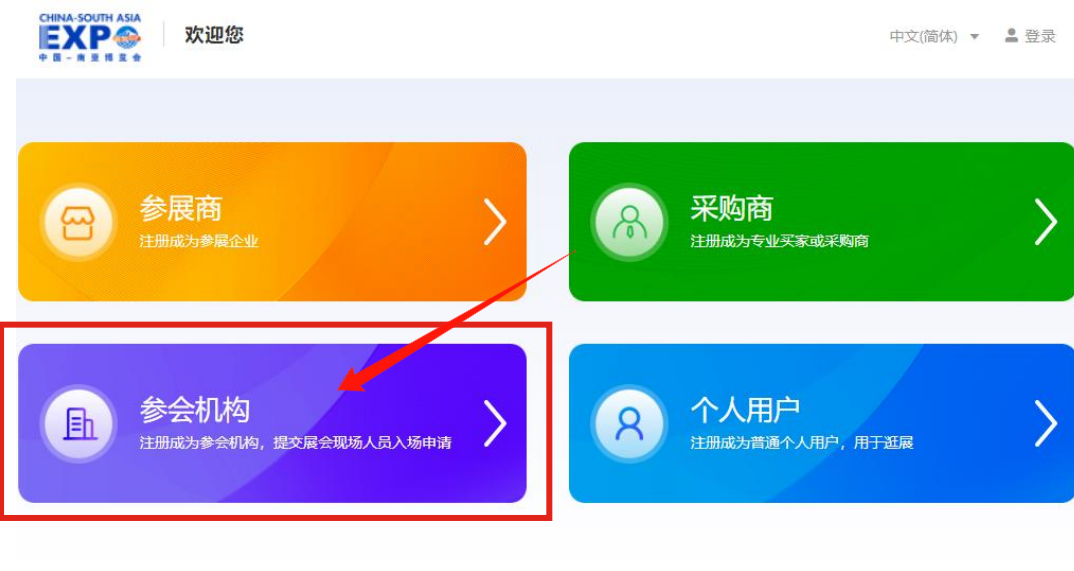 CHINA-SOUTH ASIA
EXPO
中国-南亚博览会
欢迎您
中文(简体)
登录
参展商
注册成为参展企业
采购商
注册成为专业买家或采购商
参会机构
注册成为参会机构，提交展会现场人员入场申请
个人用户
注册成为普通个人用户，用于逛展